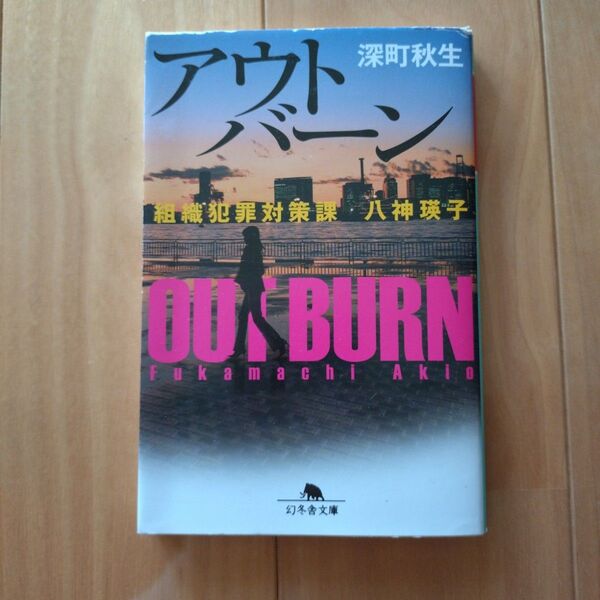 アウト
バーン
深町秋生
組織犯罪対策課 八神瑛子
OUTBURN
Fukamachi Akio
幻冬舎文庫